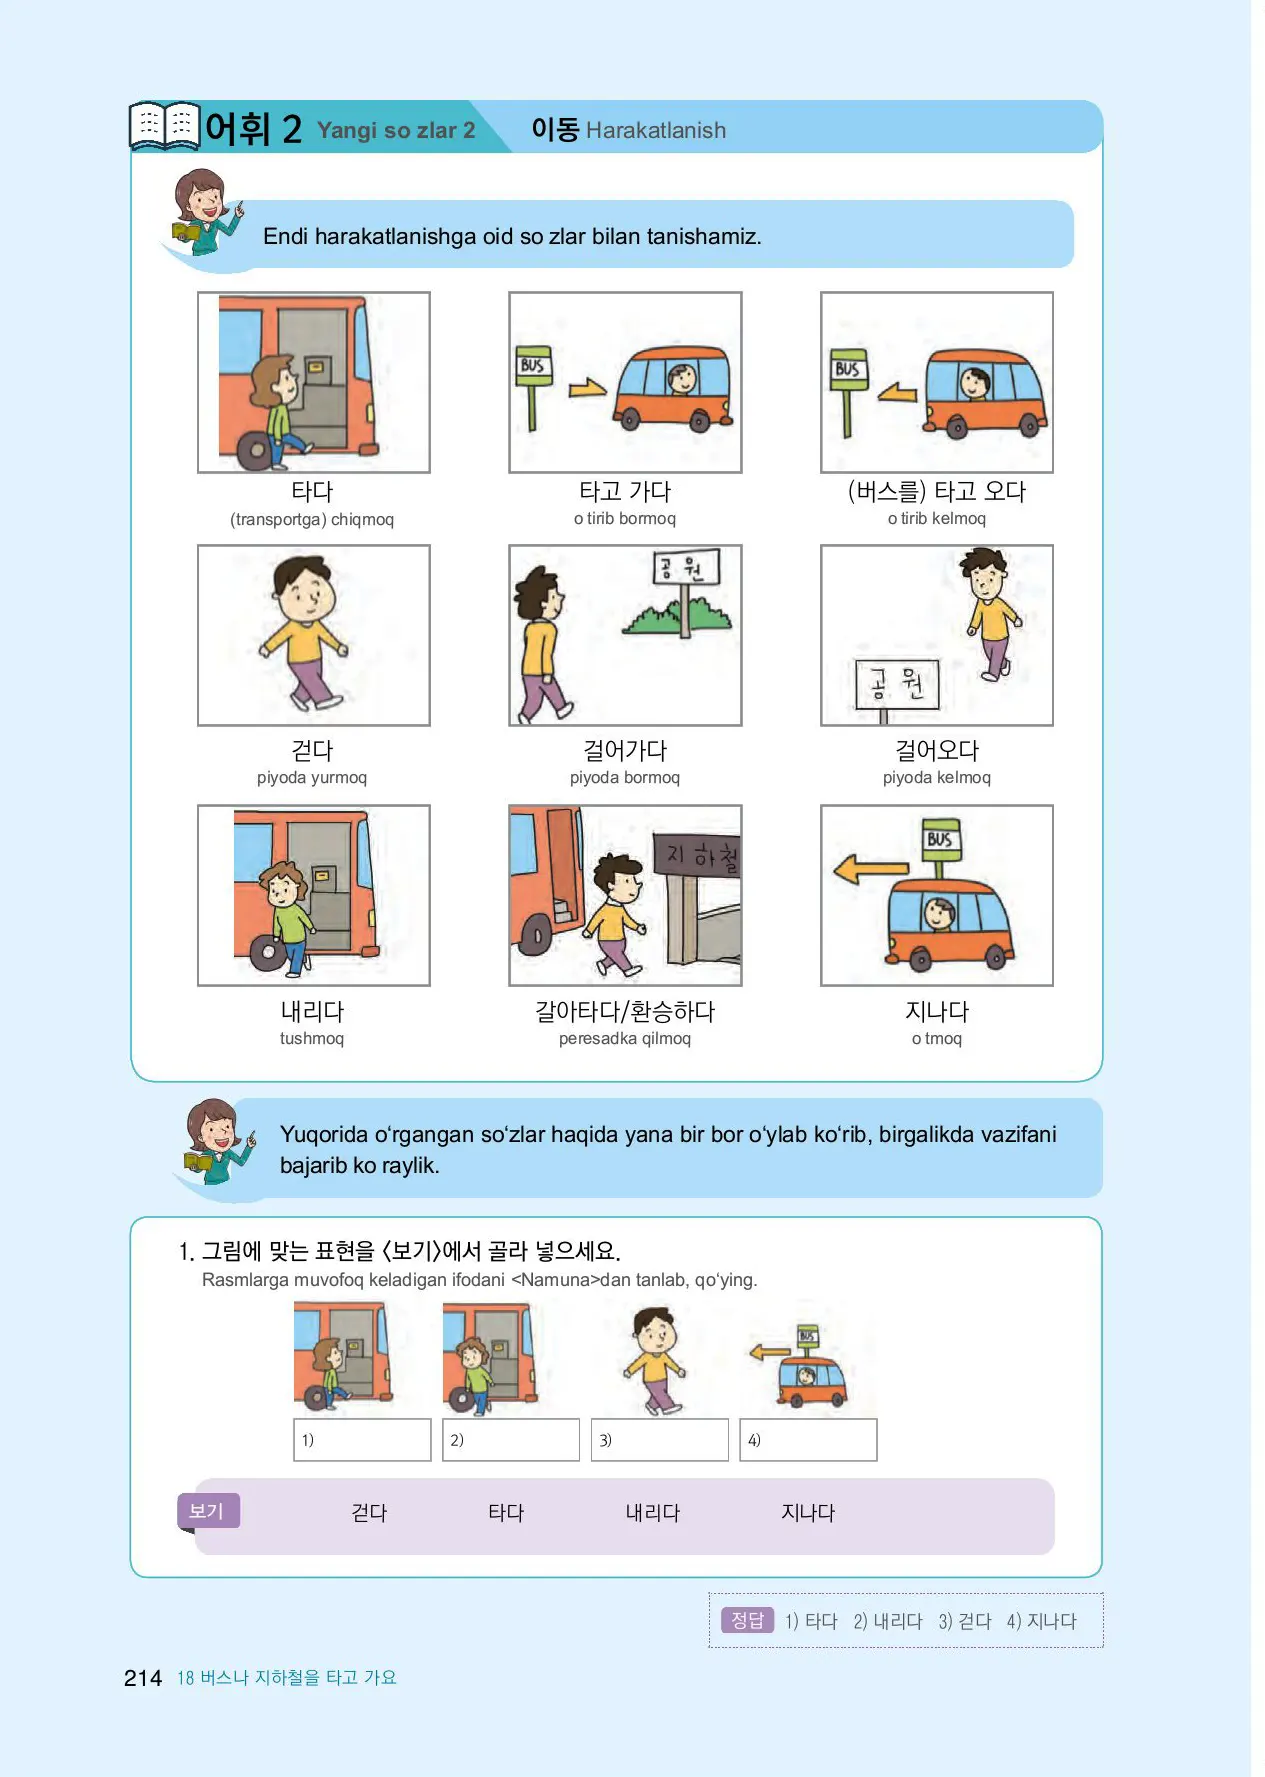 어휘 2 Yangi so zlar 2 이동 Harakatlanish
Endi harakatlanishga oid so zlar bilan tanishamiz.
BUS
BUS
타다 타고 가다 (버스를) 타고 오다
(transportga) chiqmoq o tirib bormoq o tirib kelmoq
공원
공원
걷다 걸어가다 걸어오다
piyoda yurmoq piyoda bormoq piyoda kelmoq
지하철
BUS
내리다 갈아타다/환승하다 지나다
tushmoq peresadka qilmoq o tmoq
Yuqorida o‘rgangan so‘zlar haqida yana bir bor o‘ylab ko‘rib, birgalikda vazifani
bajarib ko raylik.
1. 그림에 맞는 표현을 〈보기〉에서 골라 넣으세요.
Rasmlarga muvofoq keladigan ifodani <Namuna>dan tanlab, qo‘ying.
BUS
1) 2) 3) 4)
보기 걷다 타다 내리다 지나다
정답 1) 타다 2) 내리다 3) 걷다 4) 지나다
214 18 버스나 지하철을 타고 가요